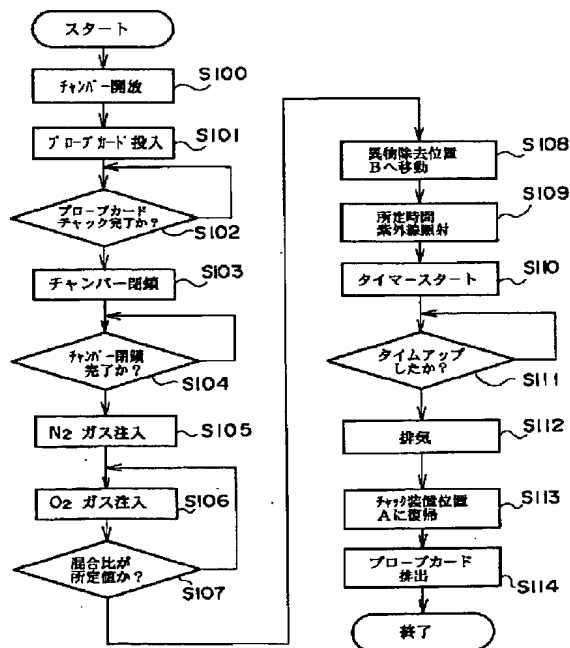 スタート
S100
チャンバー開放
S101
プローブカード投入
プローブカード
チャック完了か？
S102
S103
チャンバー閉鎖
チャンバー閉鎖
完了か？
S104
S105
N2 ガス注入
S106
O2 ガス注入
混合比が
所定値か？
S107
S108
異物除去位置
Bへ移動
S109
所定時間
紫外線照射
S110
タイマースタート
タイムアップ
したか？
S111
S112
排気
S113
チャック装置位置
Aに復帰
プローブカード
排出
S114
終了